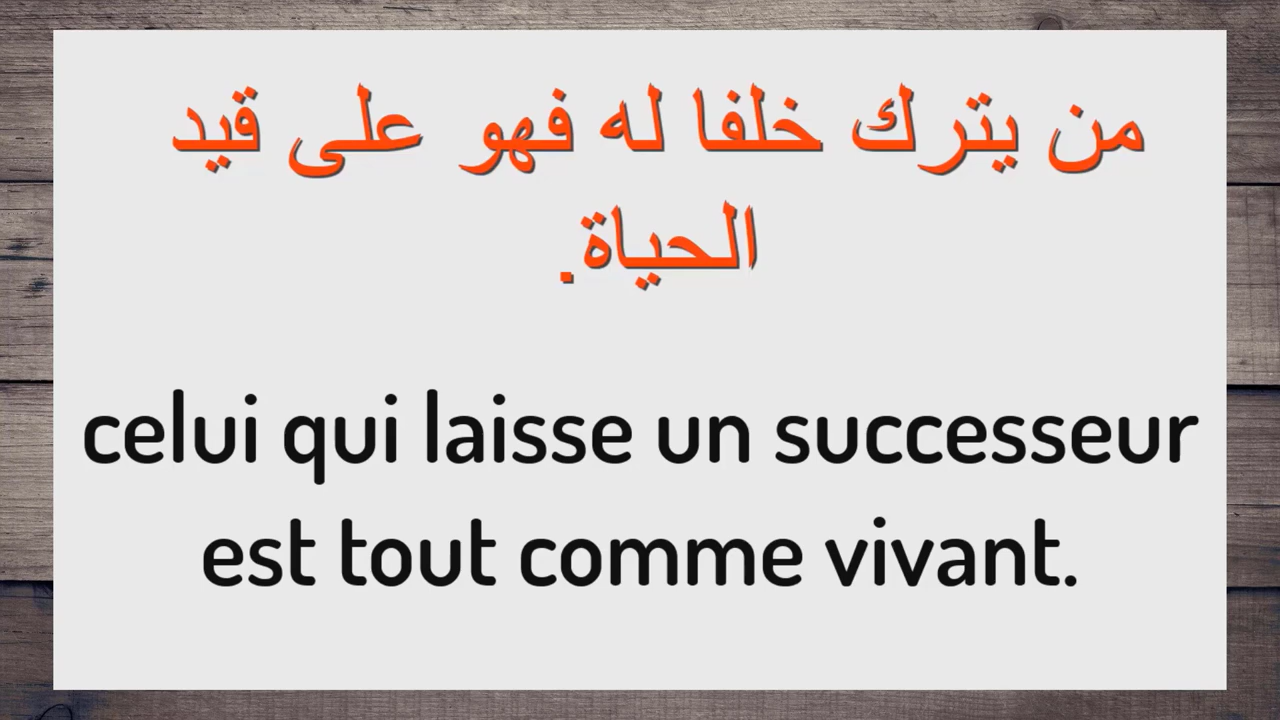 من يترك خلفا له فهو على قيد
الحياة.
celui qui laisse un successeur
est tout comme vivant.